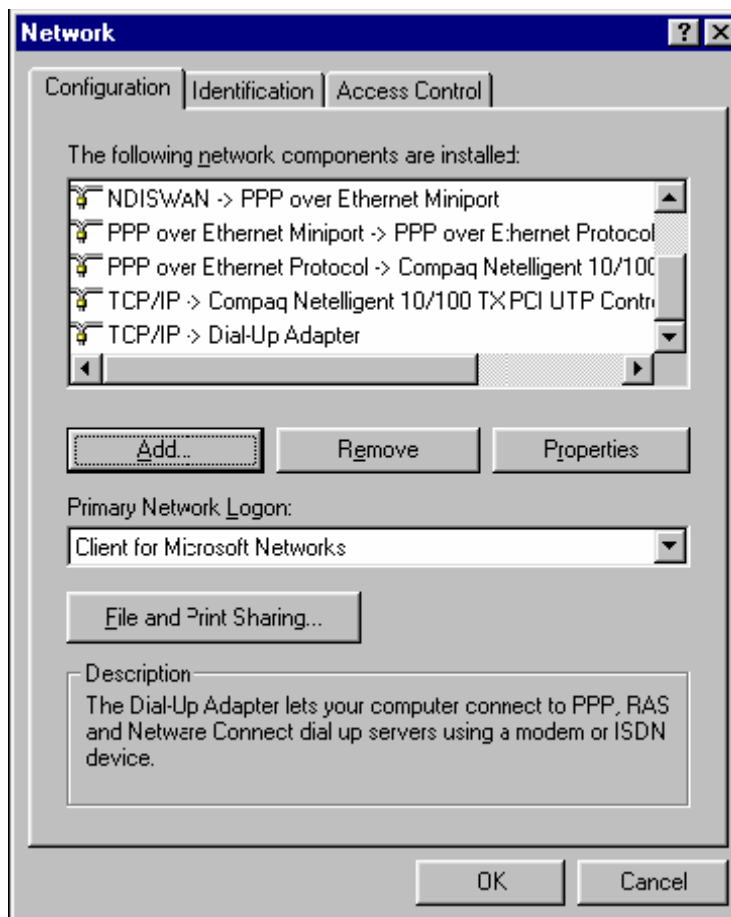 Network
Configuration Identification Access Control
The following network components are installed:
NDISWAN -> PPP over Ethernet Miniport
PPP over Ethernet Miniport -> PPP over Ethernet Protocol
PPP over Ethernet Protocol -> Compaq Netelligent 10/100
TCP/IP -> Compaq Netelligent 10/100 TX PCI UTP Contr
TCP/IP -> Dial-Up Adapter
Add... Remove Properties
Primary Network Logon:
Client for Microsoft Networks
File and Print Sharing...
Description
The Dial-Up Adapter lets your computer connect to PPP, RAS
and Netware Connect dial up servers using a modem or ISDN
device.
OK Cancel